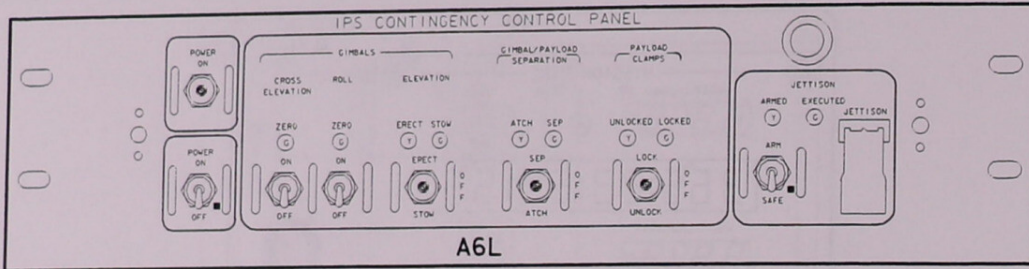 IPS CONTINGENCY CONTROL PANEL
POWER
ON
POWER
ON
OFF
GIMBALS
CROSS
ELEVATION
ROLL
ELEVATION
ZERO
G
ON
OFF
ZERO
G
ON
OFF
ERECT STOW
Y G
ERECT
OFF
STOW
GIMBAL/PAYLOAD
SEPARATION
ATCH SEP
Y G
SEP
OFF
ATCH
PAYLOAD
CLAMPS
UNLOCKED LOCKED
Y G
LOCK
OFF
UNLOCK
JETTISON
ARMED EXECUTED
Y G
JETTISON
ARM
SAFE
A6L